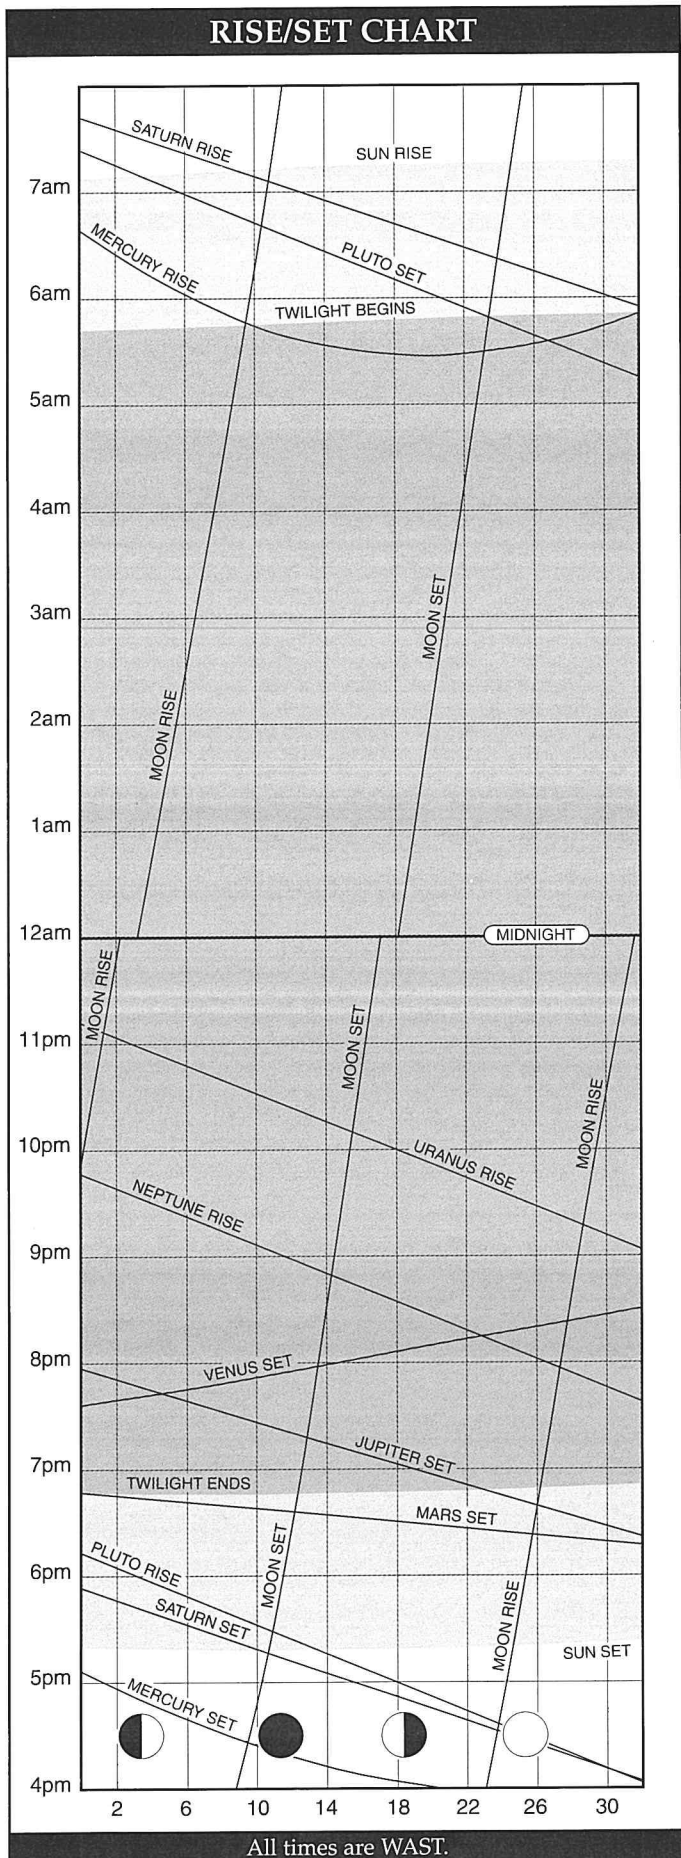 RISE/SET CHART
SATURN RISE
SUN RISE
7am
MERCURY RISE
PLUTO SET
6am
TWILIGHT BEGINS
5am
4am
3am
MOON SET
2am
MOON RISE
1am
12am
MIDNIGHT
MOON RISE
MOON SET
11pm
MOON RISE
10pm
URANUS RISE
NEPTUNE RISE
9pm
8pm
VENUS SET
JUPITER SET
7pm
TWILIGHT ENDS
MARS SET
PLUTO RISE
MOON SET
6pm
SATURN SET
MOON RISE
SUN SET
5pm
MERCURY SET
4pm
2 6 10 14 18 22 26 30
All times are WAST.